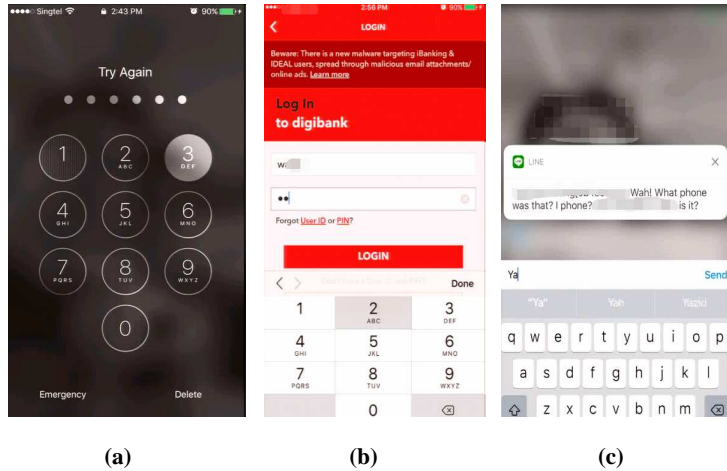 Singtel 2:43 PM 90%
Try Again
1
2 ABC
3 DEF
4 GHI
5 JKL
6 MNO
7 PQRS
8 TUV
9 WXYZ
0
Emergency Delete
(a)
2:56 PM 90%
LOGIN
Beware: There is a new malware targeting iBanking &
IDEAL users, spread through malicious email attachments/
online ads. Learn more
Log In
to digibank
wa
Forgot User ID or PIN?
LOGIN
Done
1
2 ABC
3 DEF
4 GHI
5 JKL
6 MNO
7 PQRS
8 TUV
9 WXYZ
0
(b)
LINE X
Wah! What phone
was that? I phone? is it?
Ya Send
"Ya" Yah Yazid
q w e r t y u i o p
a s d f g h j k l
z x c v b n m
(c)